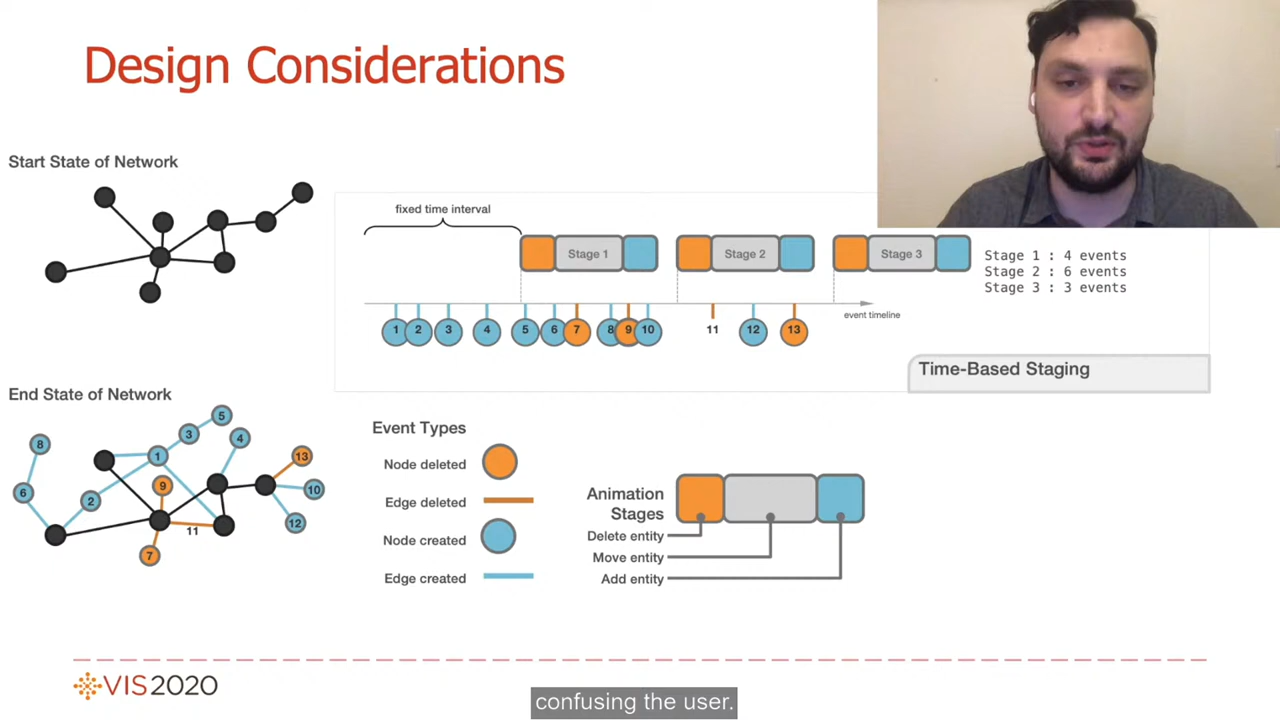 Design Considerations
Start State of Network
fixed time interval
Stage 1
Stage 2
Stage 3
Stage 1 : 4 events
Stage 2 : 6 events
Stage 3 : 3 events
event timeline
1 2 3 4 5 6 7 8 9 10 11 12 13
Time-Based Staging
End State of Network
5
8
3
4
1
13
9
6
2
10
12
11
7
Event Types
Node deleted
Edge deleted
Node created
Edge created
Animation
Stages
Delete entity
Move entity
Add entity
VIS2020
confusing the user.